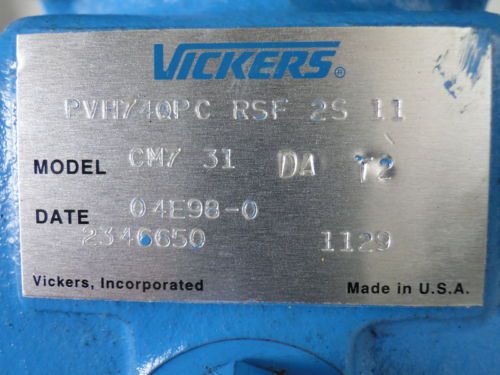 VICKERS®
PVH74QPC RSF 2S 11
MODEL CM7 31 DA T2
DATE 04E98-0
2346650 1129
Vickers, Incorporated Made in U.S.A.